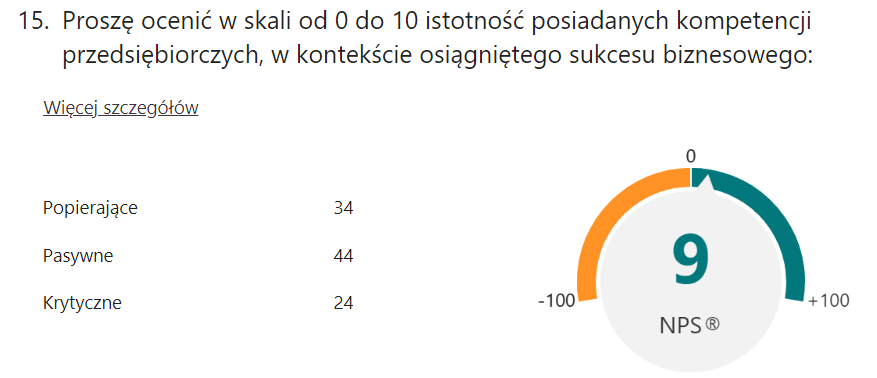 15. Proszę ocenić w skali od 0 do 10 istotność posiadanych kompetencji
przedsiębiorczych, w kontekście osiągniętego sukcesu biznesowego:
Więcej szczegółów
Popierające 34
Pasywne 44
Krytyczne 24
0
9
-100
+100
NPS®